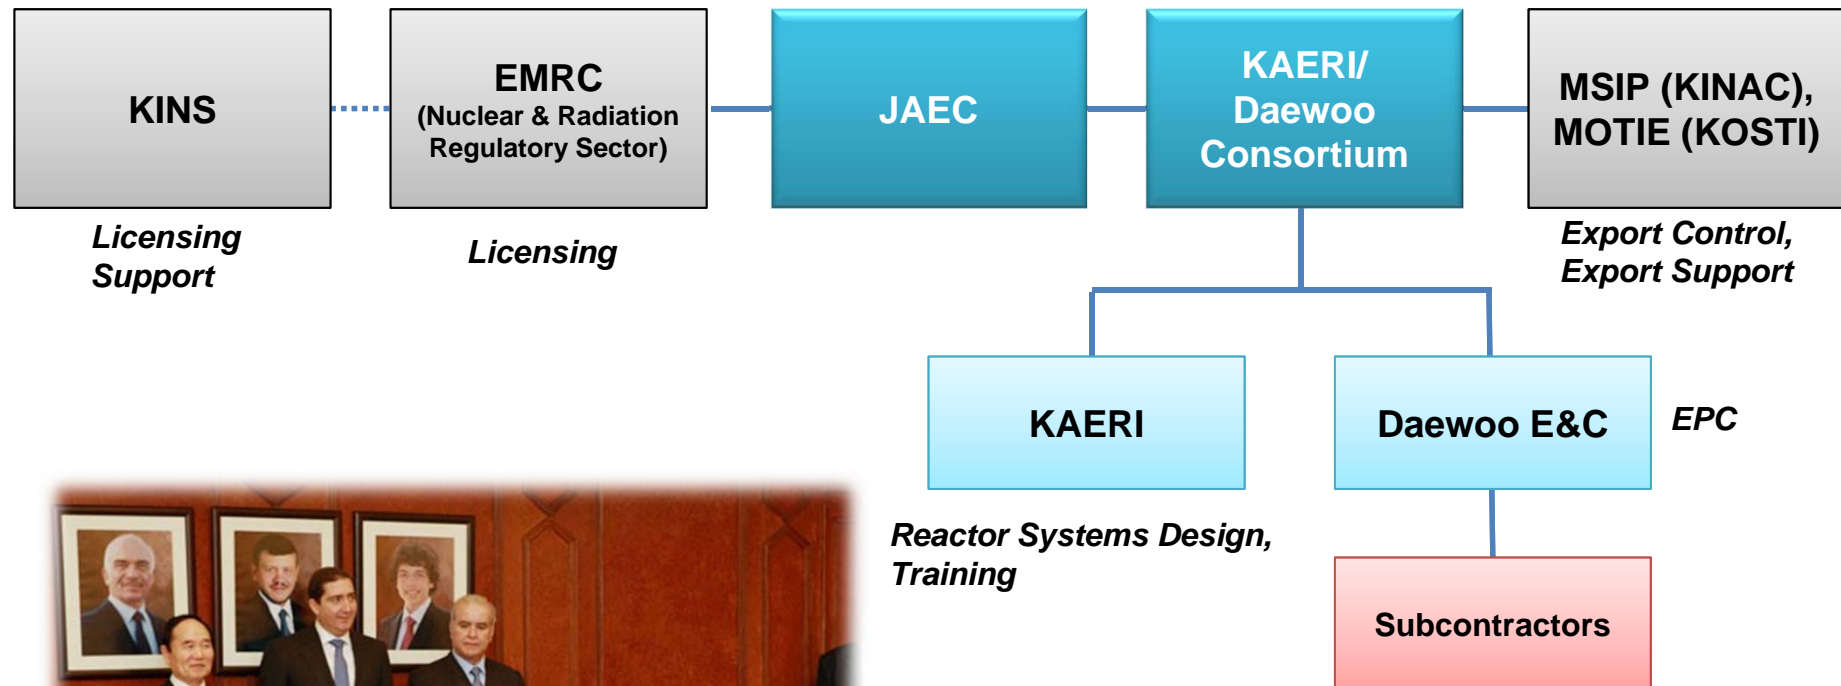 KINS
EMRC
(Nuclear & Radiation
Regulatory Sector)
JAEC
KAERI/
Daewoo
Consortium
MSIP (KINAC),
MOTIE (KOSTI)
Licensing
Support
Licensing
Export Control,
Export Support
KAERI
Daewoo E&C
EPC
Reactor Systems Design,
Training
Subcontractors